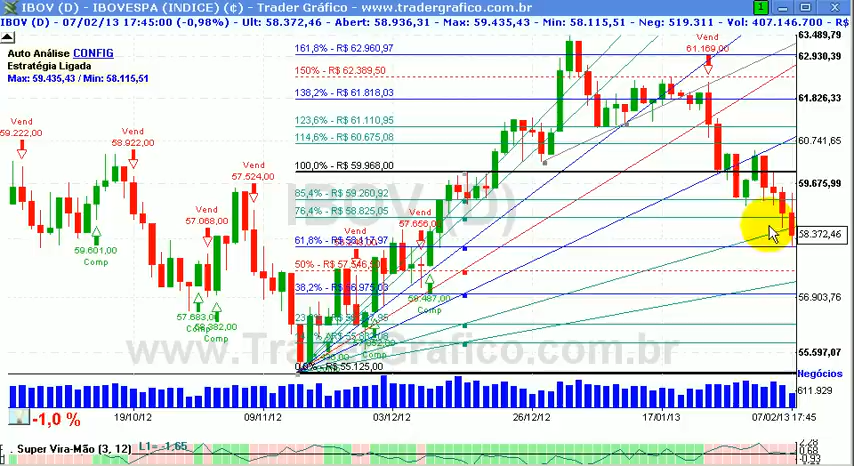 IBOV (D) - IBOVESPA (INDICE) (¢) - Trader Gráfico - www.tradergrafico.com.br
1
IBOV (D) - 07/02/13 17:45:00 (-0,98%) - Ult: 58.372,46 - Abert: 58.936,31 - Max: 59.435,43 - Min: 58.115,51 - Neg: 519.311 - Vol: 407.146.700 - R$
Auto Análise CONFIG
Estratégia Ligada
Max: 59.435,43 / Min: 58.115,51
63.489,79
62.930,39
61.826,33
60.741,65
59.675,99
58.372,46
56.903,76
55.597,07
161,8% - R$ 62.960,97
150% - R$ 62.389,50
138,2% - R$ 61.818,03
123,6% - R$ 61.110,95
114,6% - R$ 60.675,08
100,0% - R$ 59.968,00
85,4% - R$ 59.260,92
76,4% - R$ 58.825,05
61,8% - R$ 58.117,97
50% - R$ 57.546,50
38,2% - R$ 56.975,03
0,0% - R$ 55.125,00
Vend
59.222,00
Vend
58.922,00
Vend
57.524,00
Vend
57.068,00
Vend
57.656,00
Vend
61.169,00
59.601,00
Comp
57.683,00
Comp
Comp
56.487,00
Comp
Comp
IBOV (D)
www.TraderGrafico.com.br
Negócios
611.929
19/10/12
09/11/12
03/12/12
26/12/12
17/01/13
07/02/13 17:45
-1,0 %
. Super Vira-Mão (3, 12) L1= -1,65
2.28
0.68
-0.93